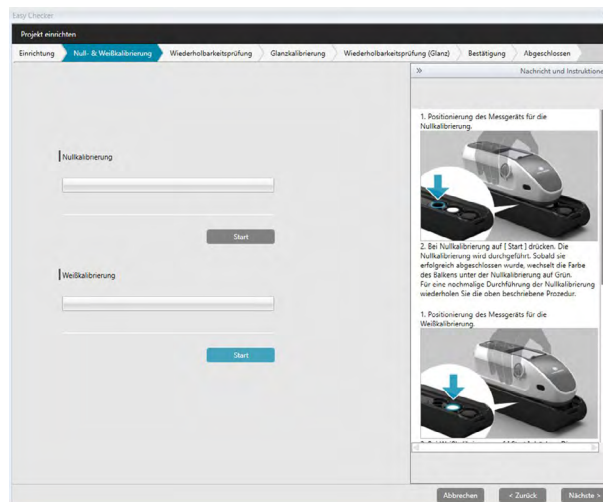 Easy Checker
Projekt einrichten
Einrichtung
Null- & Weißkalibrierung
Wiederholbarkeitsprüfung
Glanzkalibrierung
Wiederholbarkeitsprüfung (Glanz)
Bestätigung
Abgeschlossen
Nachricht und Instruktione
Nullkalibrierung
Start
Weißkalibrierung
Start
1. Positionierung des Messgeräts für die
Nullkalibrierung.
2. Bei Nullkalibrierung auf [ Start ] drücken. Die
Nullkalibrierung wird durchgeführt. Sobald sie
erfolgreich abgeschlossen wurde, wechselt die Farbe
des Balkens unter der Nullkalibrierung auf Grün.
Für eine nochmalige Durchführung der Nullkalibrierung
wiederholen Sie die oben beschriebene Prozedur.
1. Positionierung des Messgeräts für die
Weißkalibrierung.
Abbrechen
< Zurück
Nächste >